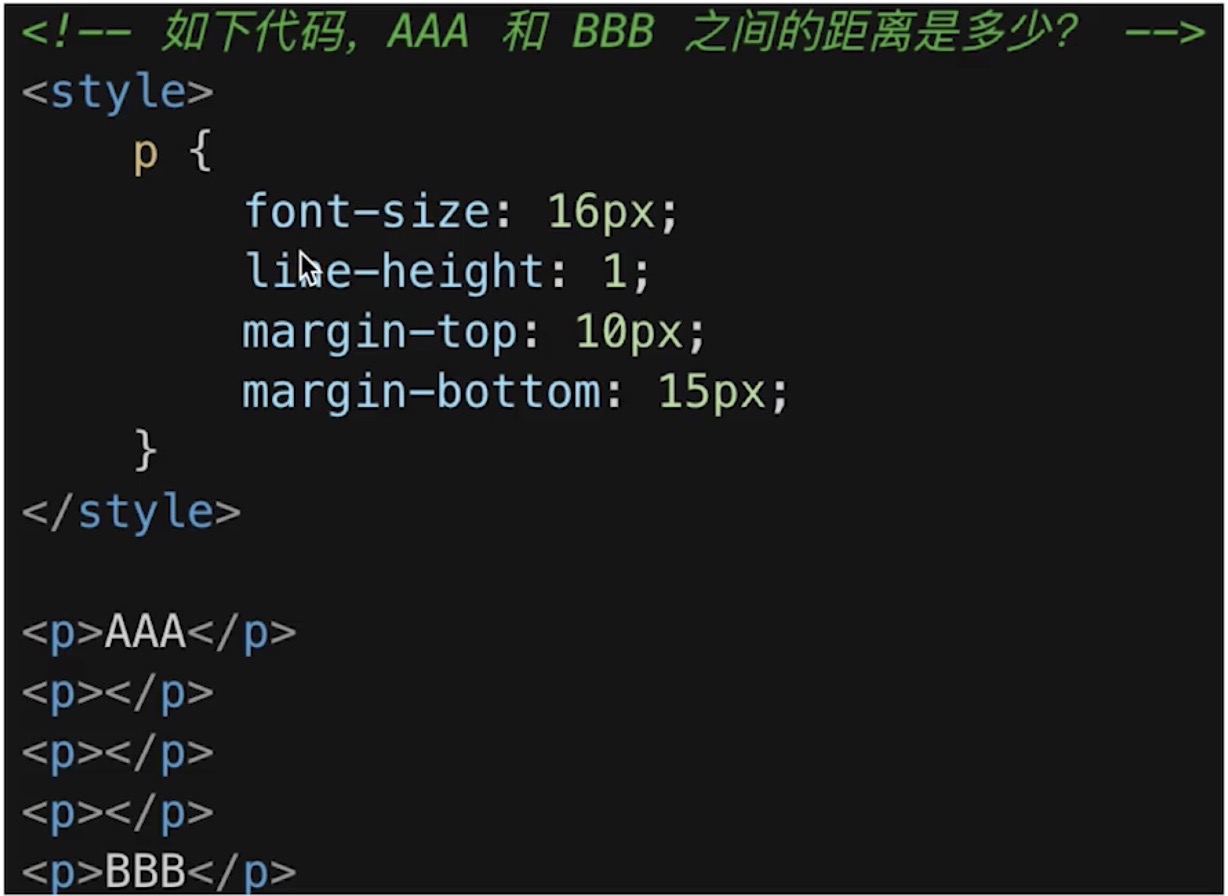 <!-- 如下代码, AAA 和 BBB 之间的距离是多少? -->
<style>
    p {
        font-size: 16px;
        line-height: 1;
        margin-top: 10px;
        margin-bottom: 15px;
    }
</style>
<p>AAA</p>
<p></p>
<p></p>
<p></p>
<p>BBB</p>